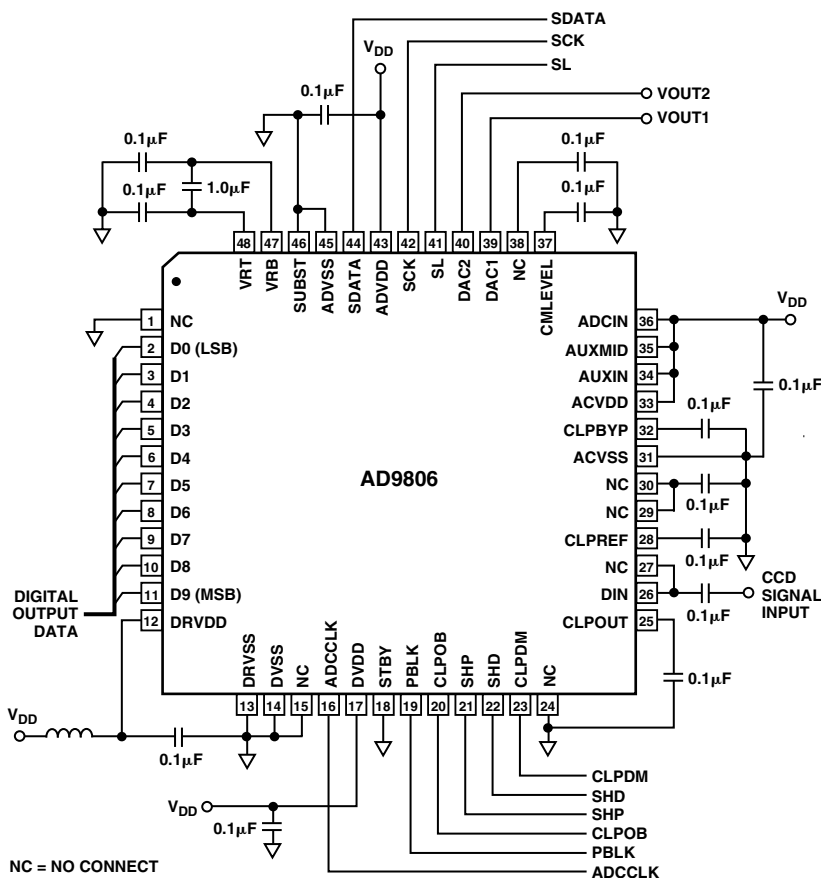 SDATA
SCK
SL
VDD
0.1μF
VOUT2
VOUT1
0.1μF
0.1μF
1.0μF
0.1μF
0.1μF
48 47 46 45 44 43 42 41 40 39 38 37
VRT
VRB
SUBST
ADVSS
SDATA
ADVDD
SCK
SL
DAC2
DAC1
NC
CMLEVEL
1 NC
2 D0 (LSB)
3 D1
4 D2
5 D3
6 D4
7 D5
8 D6
9 D7
10 D8
11 D9 (MSB)
12 DRVDD
DIGITAL
OUTPUT
DATA
AD9806
ADCIN 36
AUXMID 35
AUXIN 34
ACVDD 33
CLPBYP 32
ACVSS 31
NC 30
NC 29
CLPREF 28
NC 27
DIN 26
CLPOUT 25
VDD
0.1μF
0.1μF
0.1μF
0.1μF
0.1μF
CCD
SIGNAL
INPUT
0.1μF
DRVSS
DVSS
NC
ADCCLK
DVDD
STBY
PBLK
CLPOB
SHP
SHD
CLPDM
NC
13 14 15 16 17 18 19 20 21 22 23 24
VDD
0.1μF
VDD
0.1μF
CLPDM
SHD
SHP
CLPOB
PBLK
ADCCLK
NC = NO CONNECT